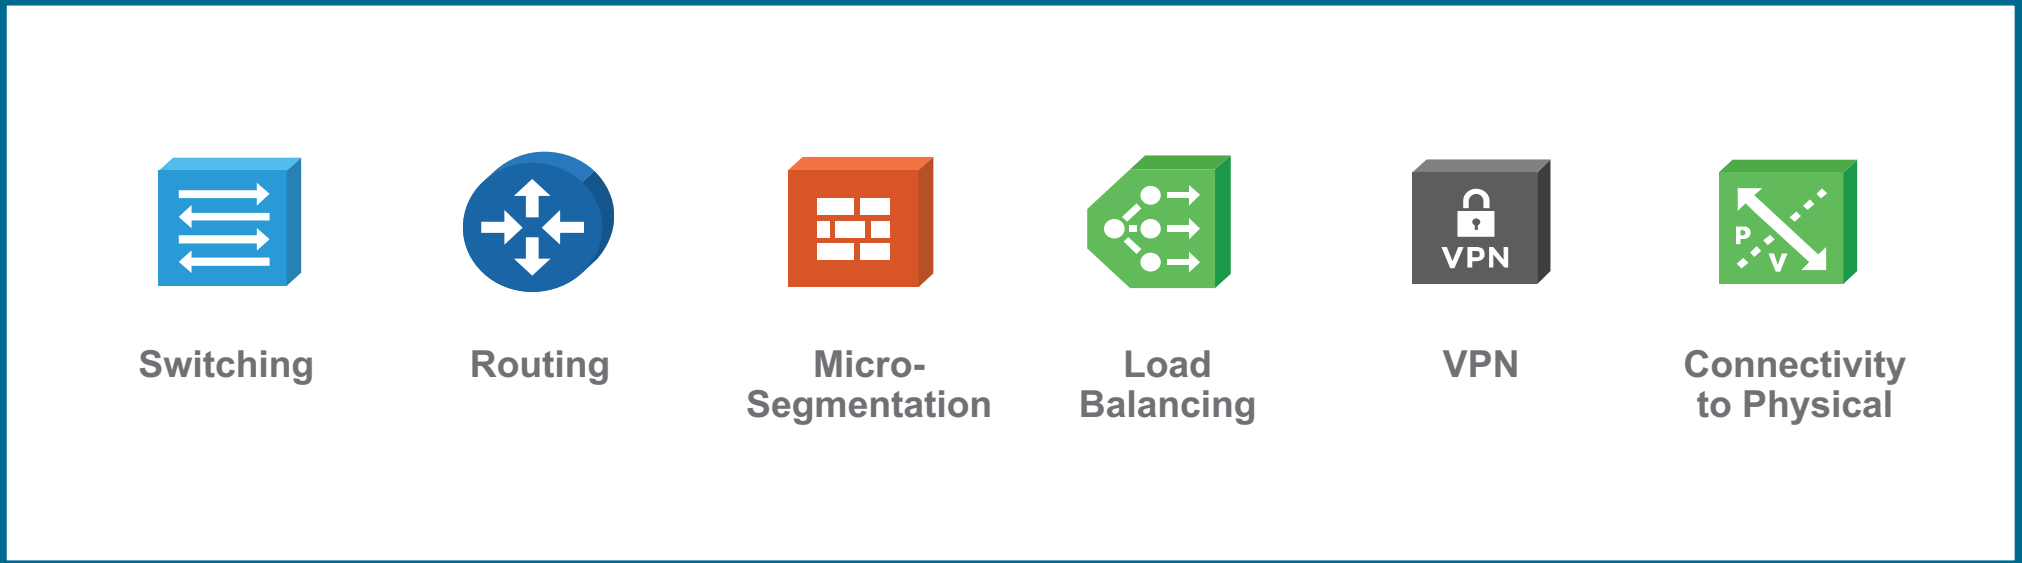 VPN
P
V
Switching
Routing
Micro-
Segmentation
Load
Balancing
VPN
Connectivity
to Physical